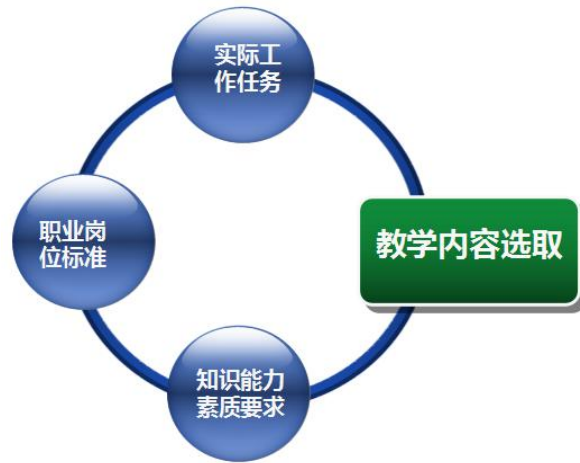 实际工
作任务
职业岗
位标准
教学内容选取
知识能力
素质要求